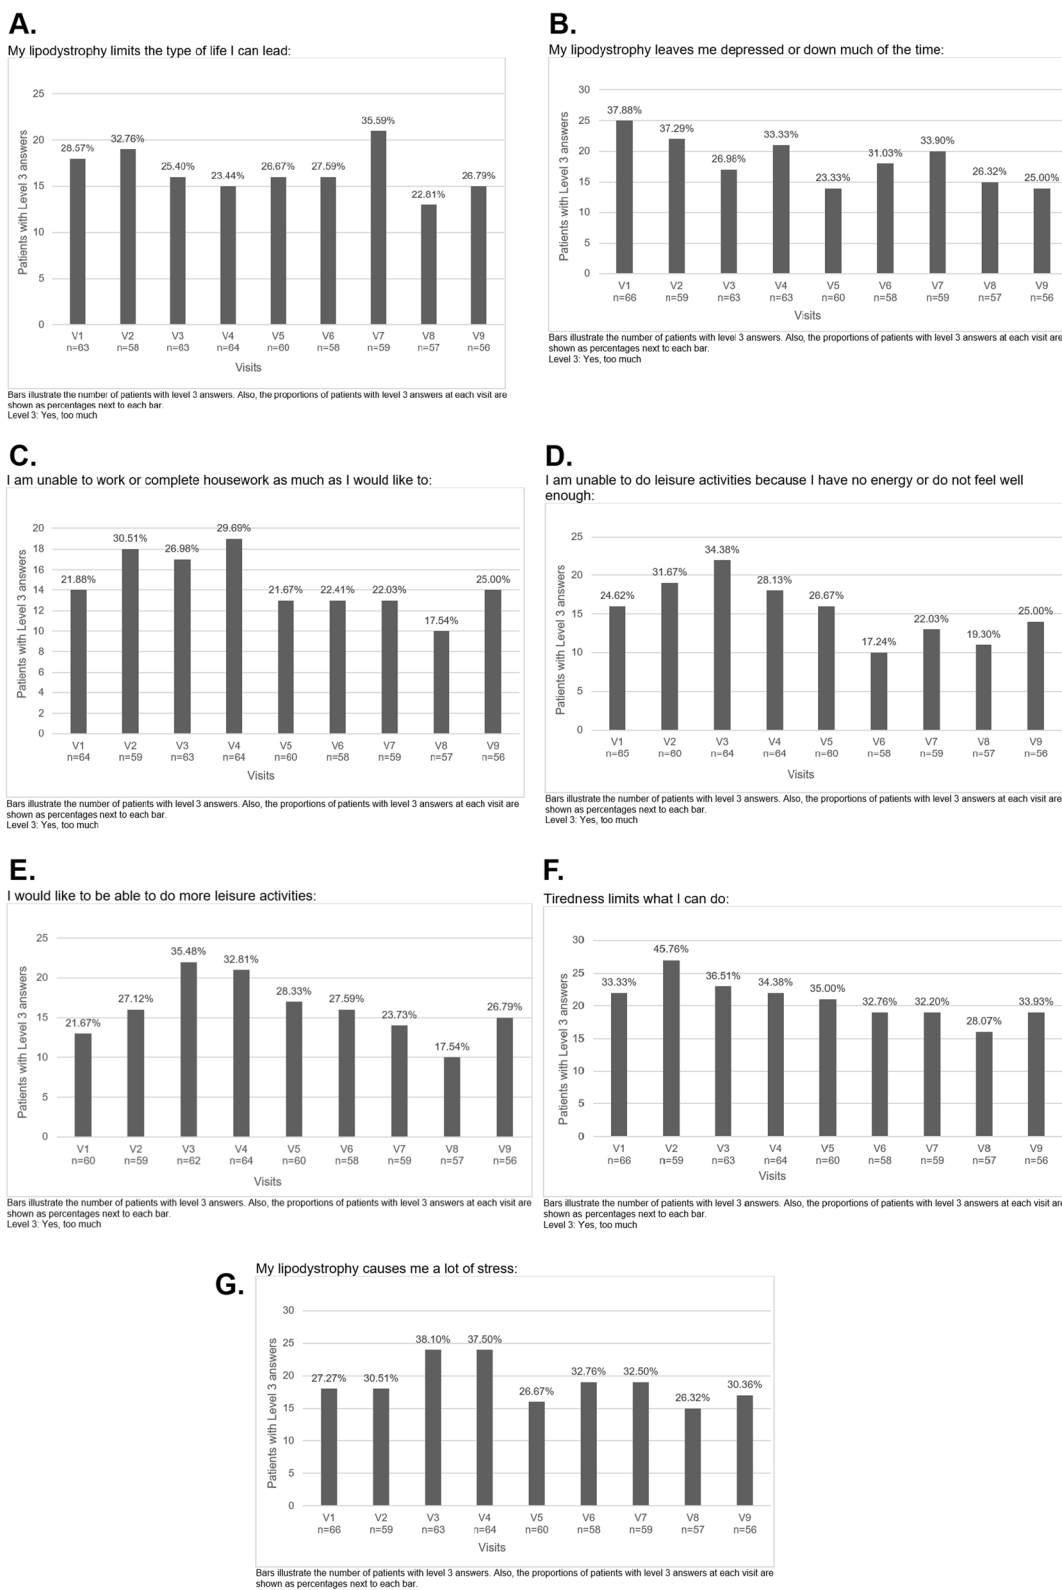 A.
My lipodystrophy limits the type of life I can lead:
Patients with Level 3 answers
25
20
15
10
5
0
28.57%
32.76%
25.40%
23.44%
26.67%
27.59%
35.59%
22.81%
26.79%
V1 V2 V3 V4 V5 V6 V7 V8 V9
n=63 n=58 n=63 n=64 n=60 n=58 n=59 n=57 n=56
Visits
Bars illustrate the number of patients with level 3 answers. Also, the proportions of patients with level 3 answers at each visit are
shown as percentages next to each bar.
Level 3: Yes, too much
B.
My lipodystrophy leaves me depressed or down much of the time:
Patients with Level 3 answers
30
25
20
15
10
5
0
37.88%
37.29%
26.98%
33.33%
23.33%
31.03%
33.90%
26.32%
25.00%
V1 V2 V3 V4 V5 V6 V7 V8 V9
n=66 n=59 n=63 n=63 n=60 n=58 n=59 n=57 n=56
Visits
Bars illustrate the number of patients with level 3 answers. Also, the proportions of patients with level 3 answers at each visit are
shown as percentages next to each bar.
Level 3: Yes, too much
C.
I am unable to work or complete housework as much as I would like to:
Patients with Level 3 answers
20
18
16
14
12
10
8
6
4
2
0
21.88%
30.51%
26.98%
29.69%
21.67%
22.41%
22.03%
17.54%
25.00%
V1 V2 V3 V4 V5 V6 V7 V8 V9
n=64 n=59 n=63 n=64 n=60 n=58 n=59 n=57 n=56
Visits
Bars illustrate the number of patients with level 3 answers. Also, the proportions of patients with level 3 answers at each visit are
shown as percentages next to each bar.
Level 3: Yes, too much
D.
I am unable to do leisure activities because I have no energy or do not feel well
enough:
Patients with Level 3 answers
25
20
15
10
5
0
24.62%
31.67%
34.38%
28.13%
26.67%
17.24%
22.03%
19.30%
25.00%
V1 V2 V3 V4 V5 V6 V7 V8 V9
n=65 n=60 n=64 n=64 n=60 n=58 n=59 n=57 n=56
Visits
Bars illustrate the number of patients with level 3 answers. Also, the proportions of patients with level 3 answers at each visit are
shown as percentages next to each bar.
Level 3: Yes, too much
E.
I would like to be able to do more leisure activities:
Patients with Level 3 answers
25
20
15
10
5
0
21.67%
27.12%
35.48%
32.81%
28.33%
27.59%
23.73%
17.54%
26.79%
V1 V2 V3 V4 V5 V6 V7 V8 V9
n=60 n=59 n=62 n=64 n=60 n=58 n=59 n=57 n=56
Visits
Bars illustrate the number of patients with level 3 answers. Also, the proportions of patients with level 3 answers at each visit are
shown as percentages next to each bar.
Level 3: Yes, too much
F.
Tiredness limits what I can do:
Patients with Level 3 answers
30
25
20
15
10
5
0
33.33%
45.76%
36.51%
34.38%
35.00%
32.76%
32.20%
28.07%
33.93%
V1 V2 V3 V4 V5 V6 V7 V8 V9
n=66 n=59 n=63 n=64 n=60 n=58 n=59 n=57 n=56
Visits
Bars illustrate the number of patients with level 3 answers. Also, the proportions of patients with level 3 answers at each visit are
shown as percentages next to each bar.
Level 3: Yes, too much
G.
My lipodystrophy causes me a lot of stress:
Patients with Level 3 answers
30
25
20
15
10
5
0
27.27%
30.51%
38.10%
37.50%
26.67%
32.76%
32.50%
26.32%
30.36%
V1 V2 V3 V4 V5 V6 V7 V8 V9
n=66 n=59 n=63 n=64 n=60 n=58 n=59 n=57 n=56
Visits
Bars illustrate the number of patients with level 3 answers. Also, the proportions of patients with level 3 answers at each visit are
shown as percentages next to each bar.